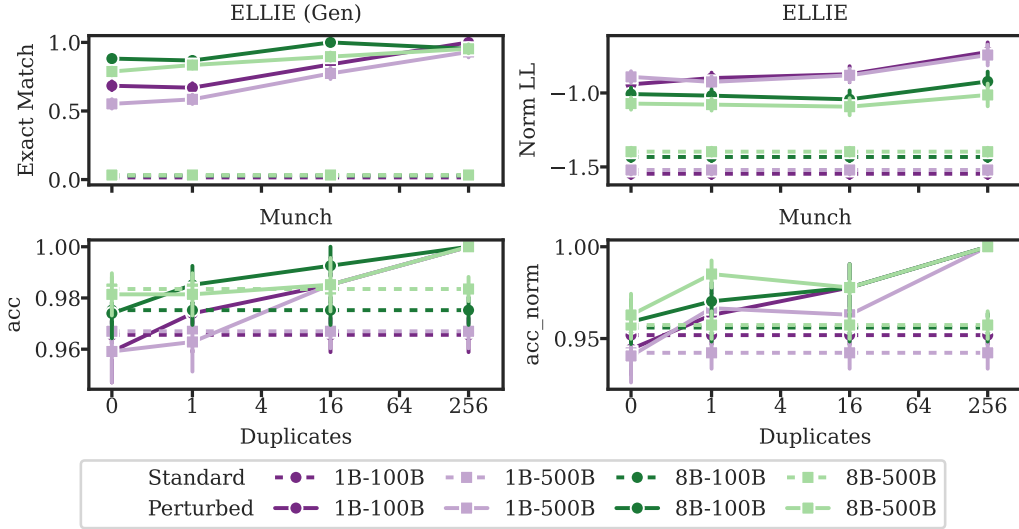 ELLIE (Gen)
Exact Match
1.0
0.5
0.0
ELLIE
Norm LL
−1.0
−1.5
Munch
acc
1.00
0.98
0.96
0
1
4
16
64
256
Duplicates
Munch
acc_norm
1.00
0.95
0
1
4
16
64
256
Duplicates
Standard 1B-100B 1B-500B 8B-100B 8B-500B
Perturbed 1B-100B 1B-500B 8B-100B 8B-500B